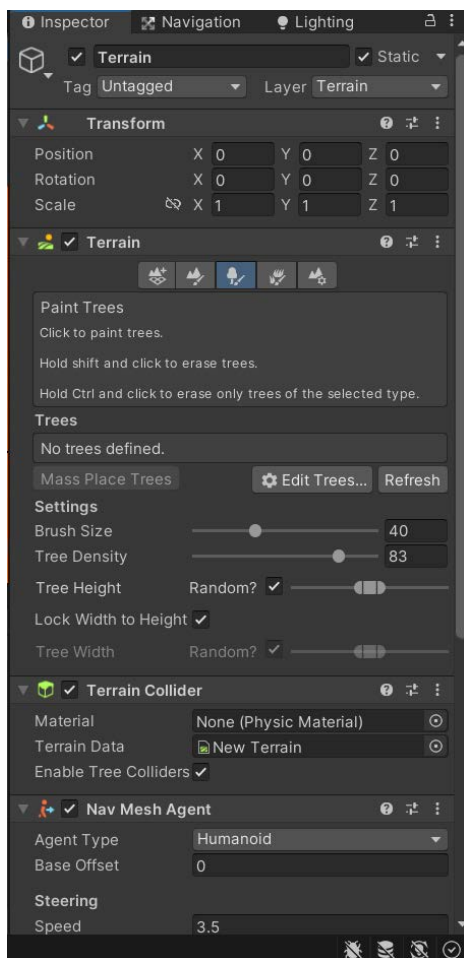 Inspector Navigation Lighting
Terrain Static
Tag Untagged Layer Terrain
Transform
Position X 0 Y 0 Z 0
Rotation X 0 Y 0 Z 0
Scale X 1 Y 1 Z 1
Terrain
Paint Trees
Click to paint trees.
Hold shift and click to erase trees.
Hold Ctrl and click to erase only trees of the selected type.
Trees
No trees defined.
Mass Place Trees Edit Trees... Refresh
Settings
Brush Size 40
Tree Density 83
Tree Height Random?
Lock Width to Height
Tree Width Random?
Terrain Collider
Material None (Physic Material)
Terrain Data New Terrain
Enable Tree Colliders
Nav Mesh Agent
Agent Type Humanoid
Base Offset 0
Steering
Speed 3.5